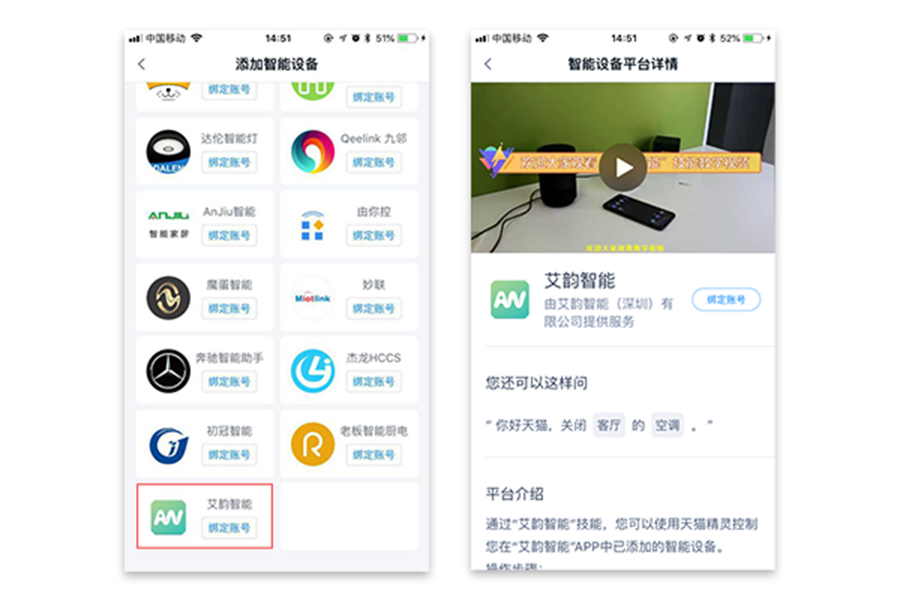 中国移动
14:51
51%
添加智能设备
绑定账号
绑定账号
达伦智能灯
绑定账号
DALEN
Qeelink 九邻
绑定账号
AnJiu智能
绑定账号
ANJIU
智能家居
由你控
绑定账号
魔蛋智能
绑定账号
妙联
绑定账号
Miotlink
奔驰智能助手
绑定账号
杰龙HCCS
绑定账号
初冠智能
绑定账号
老板智能厨电
绑定账号
R
艾韵智能
绑定账号
AN
中国移动
14:51
52%
智能设备平台详情
AN
艾韵智能
由艾韵智能（深圳）有
限公司提供服务
绑定账号
您还可以这样问
“ 你好天猫，关闭 客厅 的 空调 。”
平台介绍
通过“艾韵智能”技能，您可以使用天猫精灵控制
您在“艾韵智能”APP中已添加的智能设备。
操作步骤：